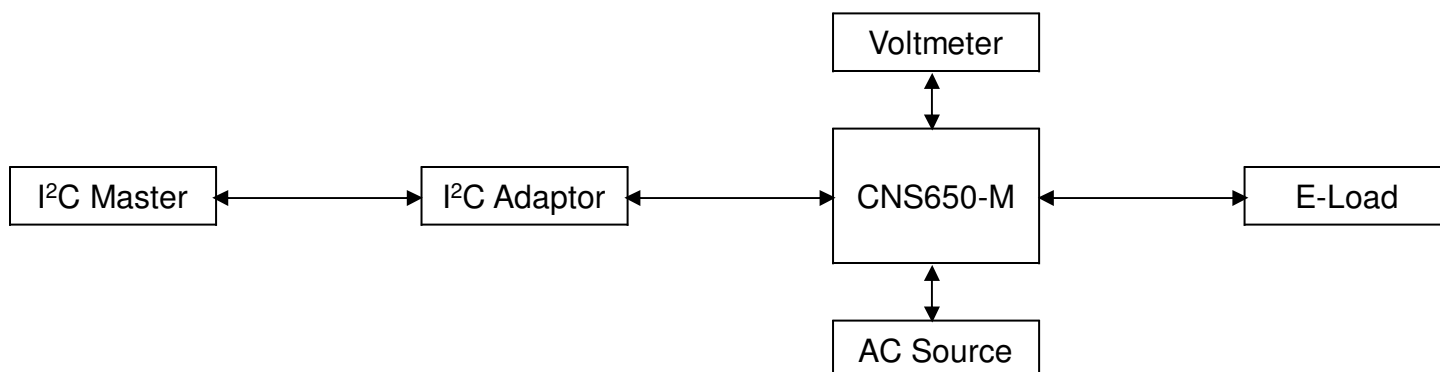 Voltmeter
I²C Master
I²C Adaptor
CNS650-M
E-Load
AC Source